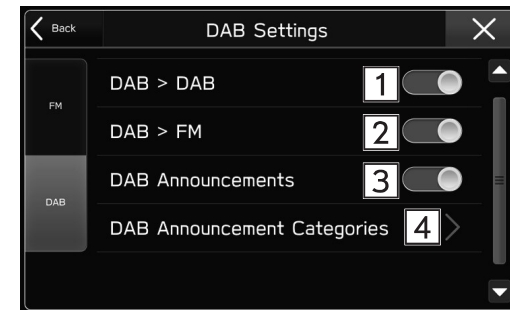 Back
DAB Settings
FM
DAB
DAB > DAB
1
DAB > FM
2
DAB Announcements
3
DAB Announcement Categories
4